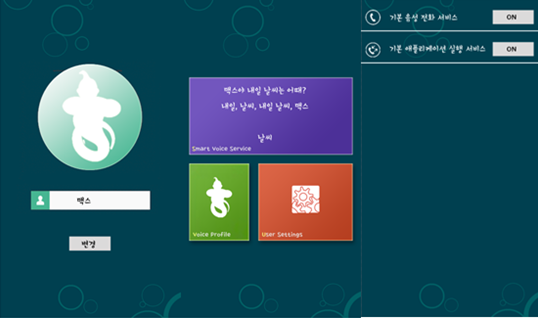 맥스
변경
맥스야 내일 날씨는 어때?
내일, 날씨, 내일 날씨, 맥스
날씨
Smart Voice Service
Voice Profile
User Settings
기본 음성 전화 서비스 ON
기본 애플리케이션 실행 서비스 ON